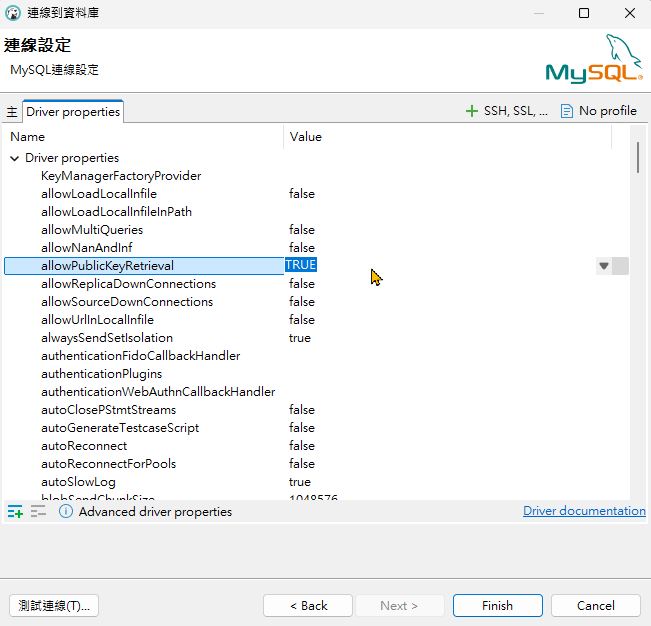 連線到資料庫
連線設定
MySQL連線設定
MySQL®
主 Driver properties SSH, SSL, ... No profile
Name Value
Driver properties
KeyManagerFactoryProvider
allowLoadLocalInfile false
allowLoadLocalInfileInPath
allowMultiQueries false
allowNanAndInf false
allowPublicKeyRetrieval TRUE
allowReplicaDownConnections false
allowSourceDownConnections false
allowUrlInLocalInfile false
alwaysSendSetIsolation true
authenticationFidoCallbackHandler
authenticationPlugins
authenticationWebAuthnCallbackHandler
autoClosePStmtStreams false
autoGenerateTestcaseScript false
autoReconnect false
autoReconnectForPools false
autoSlowLog true
blobSendChunkSize 1048576
Advanced driver properties Driver documentation
測試連線(T)... < Back Next > Finish Cancel